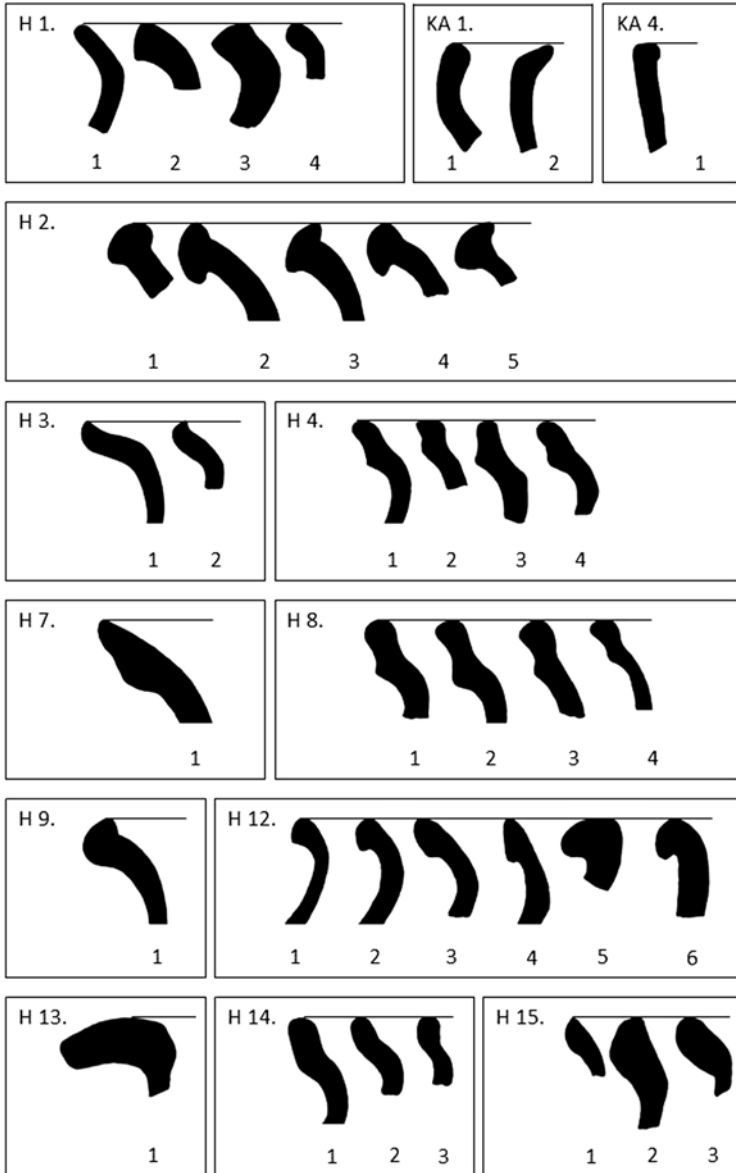 H 1.
1 2 3 4
KA 1.
1 2
KA 4.
1
H 2.
1 2 3 4 5
H 3.
1 2
H 4.
1 2 3 4
H 7.
1
H 8.
1 2 3 4
H 9.
1
H 12.
1 2 3 4 5 6
H 13.
1
H 14.
1 2 3
H 15.
1 2 3